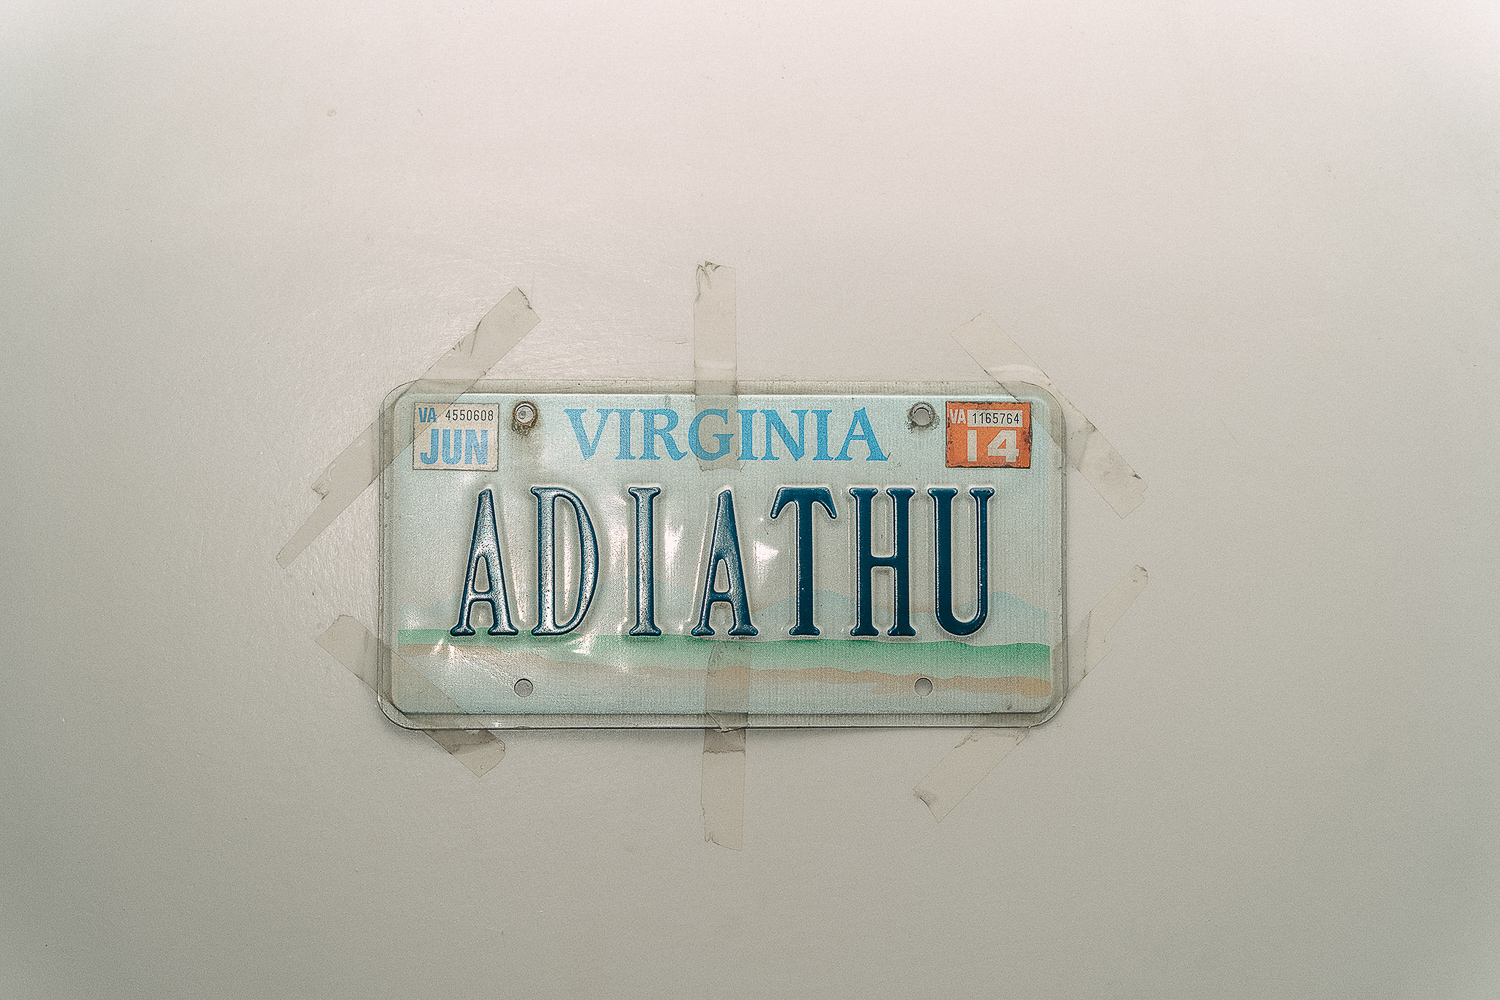 VA 4550608
JUN
VIRGINIA
VA 1165764
14
ADIATHU